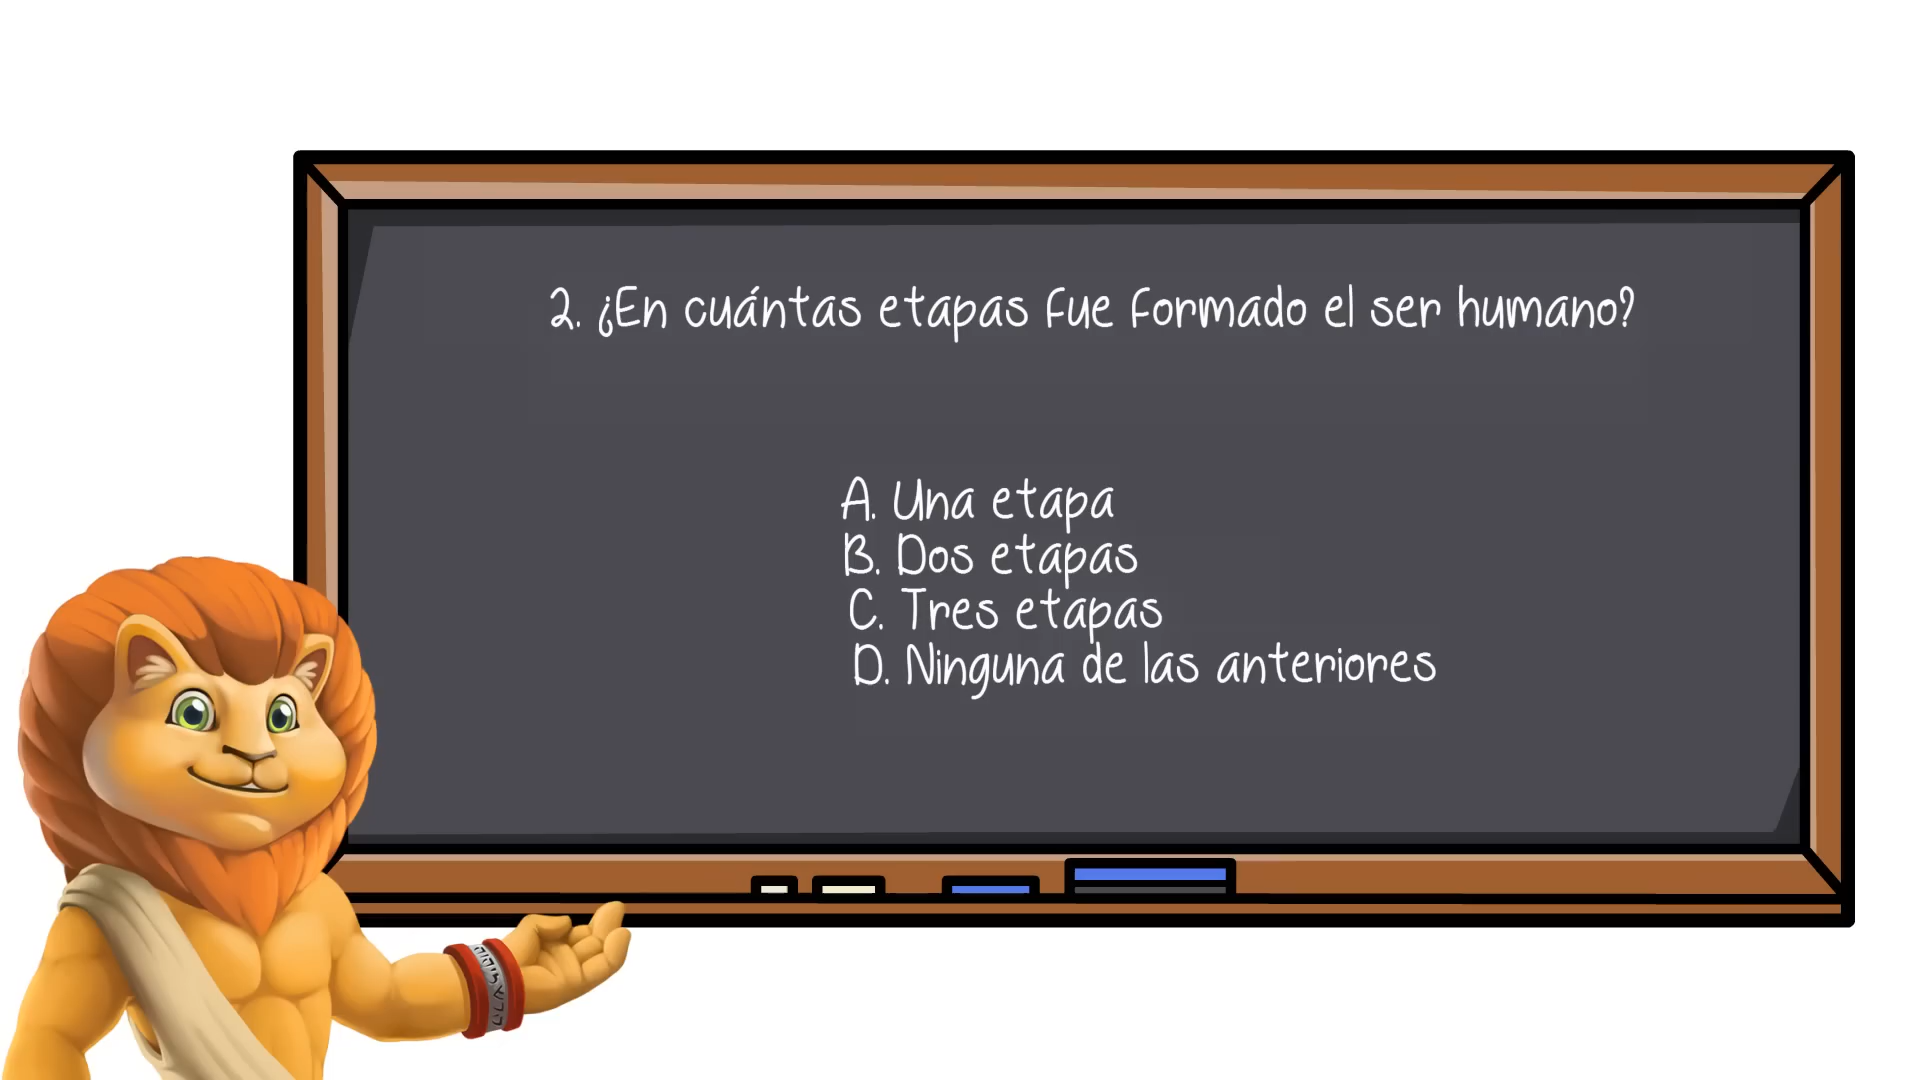 2. ¿En cuántas etapas fue formado el ser humano?
A. Una etapa
B. Dos etapas
C. Tres etapas
D. Ninguna de las anteriores